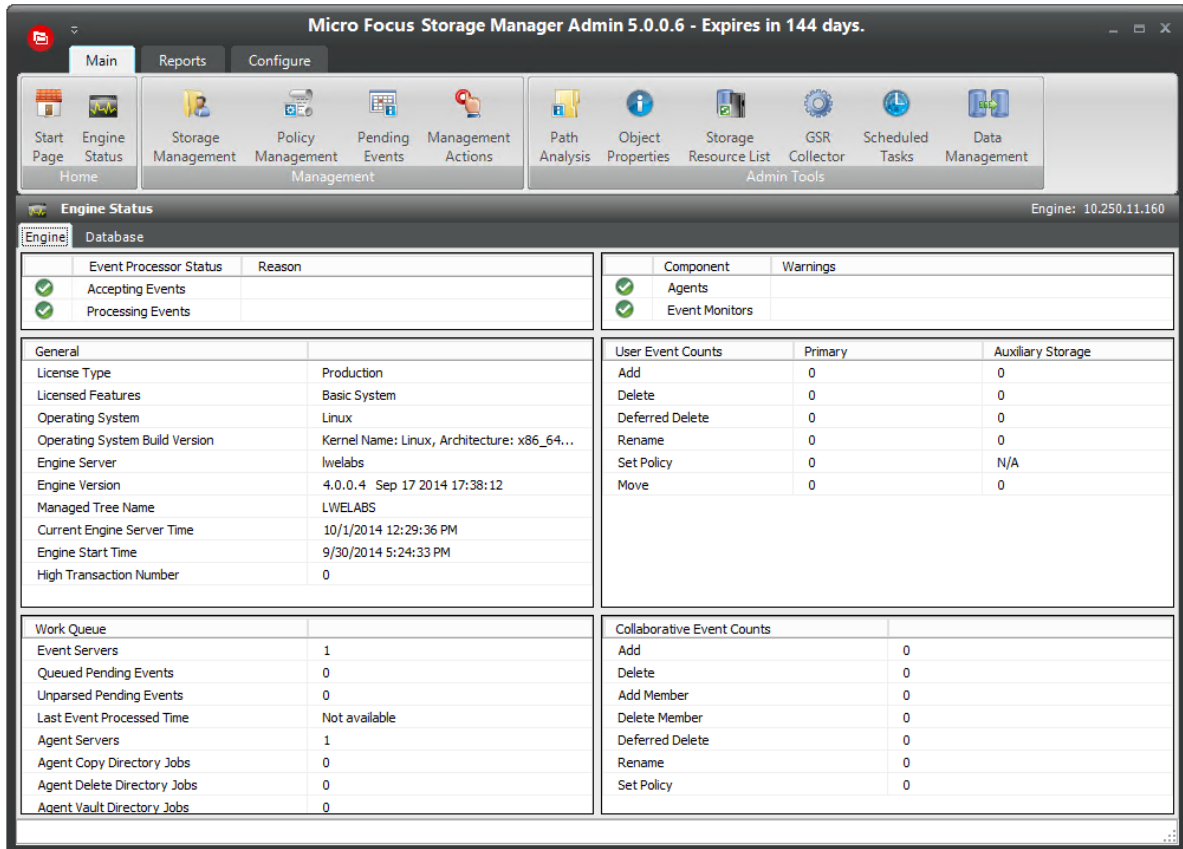 Micro Focus Storage Manager Admin 5.0.0.6 - Expires in 144 days.
Main Reports Configure
Start Page
Engine Status
Storage Management
Policy Management
Pending Events
Management Actions
Path Analysis
Object Properties
Storage Resource List
GSR Collector
Scheduled Tasks
Data Management
Home Management Admin Tools
Engine Status Engine: 10.250.11.160
Engine Database
Event Processor Status Reason
Accepting Events
Processing Events
Component Warnings
Agents
Event Monitors
General
License Type Production
Licensed Features Basic System
Operating System Linux
Operating System Build Version Kernel Name: Linux, Architecture: x86_64...
Engine Server lwelabs
Engine Version 4.0.0.4 Sep 17 2014 17:38:12
Managed Tree Name LWELABS
Current Engine Server Time 10/1/2014 12:29:36 PM
Engine Start Time 9/30/2014 5:24:33 PM
High Transaction Number 0
User Event Counts Primary Auxiliary Storage
Add 0 0
Delete 0 0
Deferred Delete 0 0
Rename 0 0
Set Policy 0 N/A
Move 0 0
Work Queue
Event Servers 1
Queued Pending Events 0
Unparsed Pending Events 0
Last Event Processed Time Not available
Agent Servers 1
Agent Copy Directory Jobs 0
Agent Delete Directory Jobs 0
Agent Vault Directory Jobs 0
Collaborative Event Counts
Add 0
Delete 0
Add Member 0
Delete Member 0
Deferred Delete 0
Rename 0
Set Policy 0